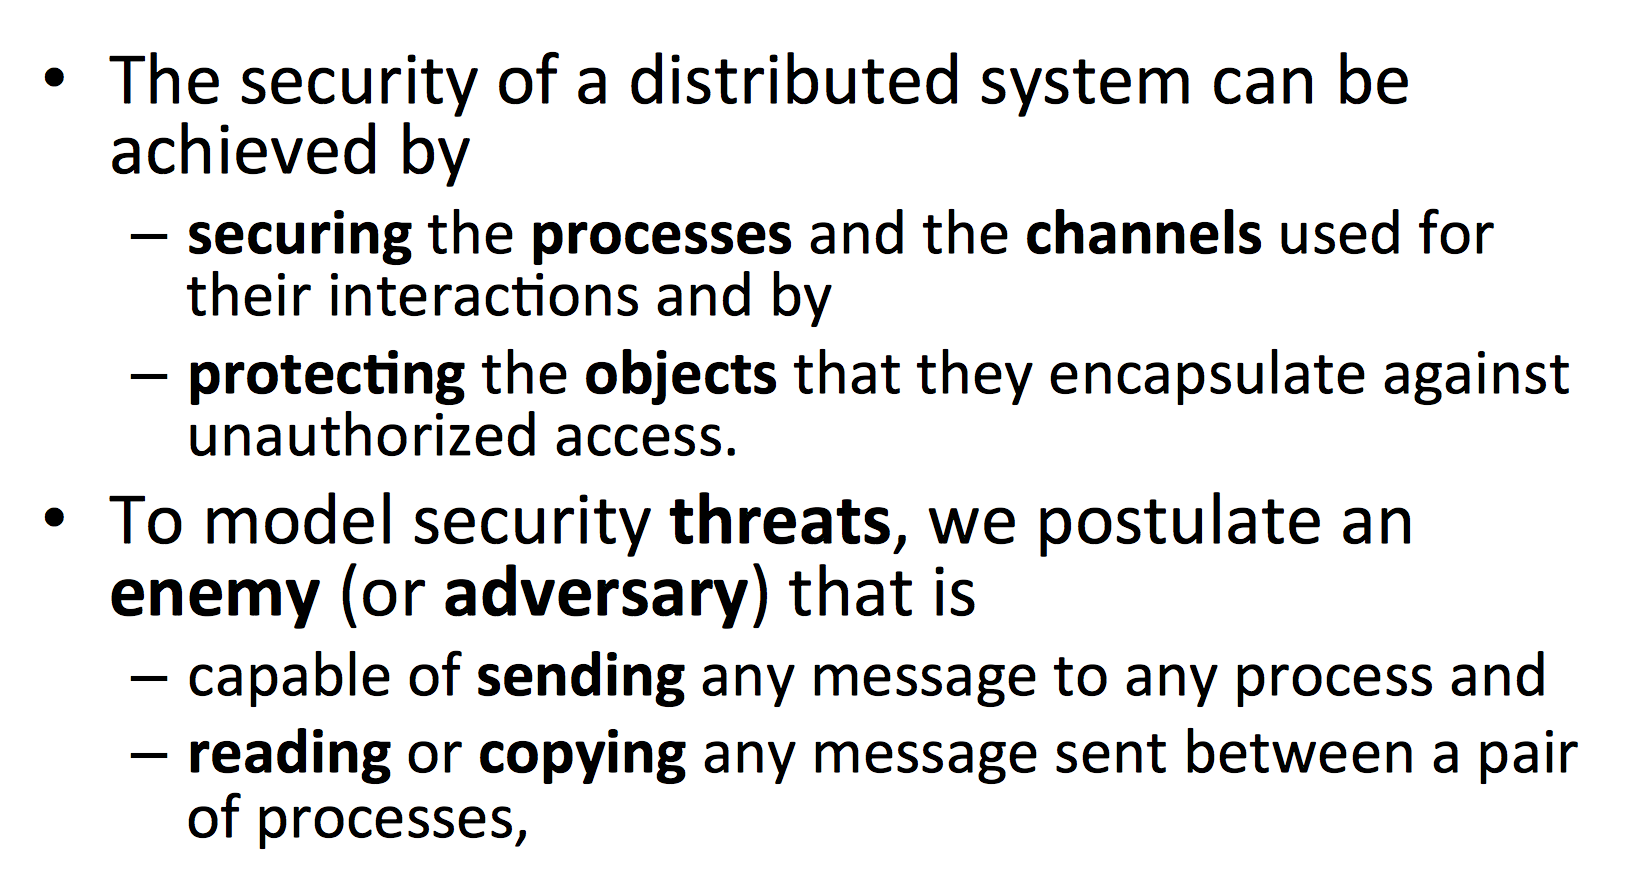 • The security of a distributed system can be
achieved by
– securing the processes and the channels used for
their interactions and by
– protecting the objects that they encapsulate against
unauthorized access.
• To model security threats, we postulate an
enemy (or adversary) that is
– capable of sending any message to any process and
– reading or copying any message sent between a pair
of processes,